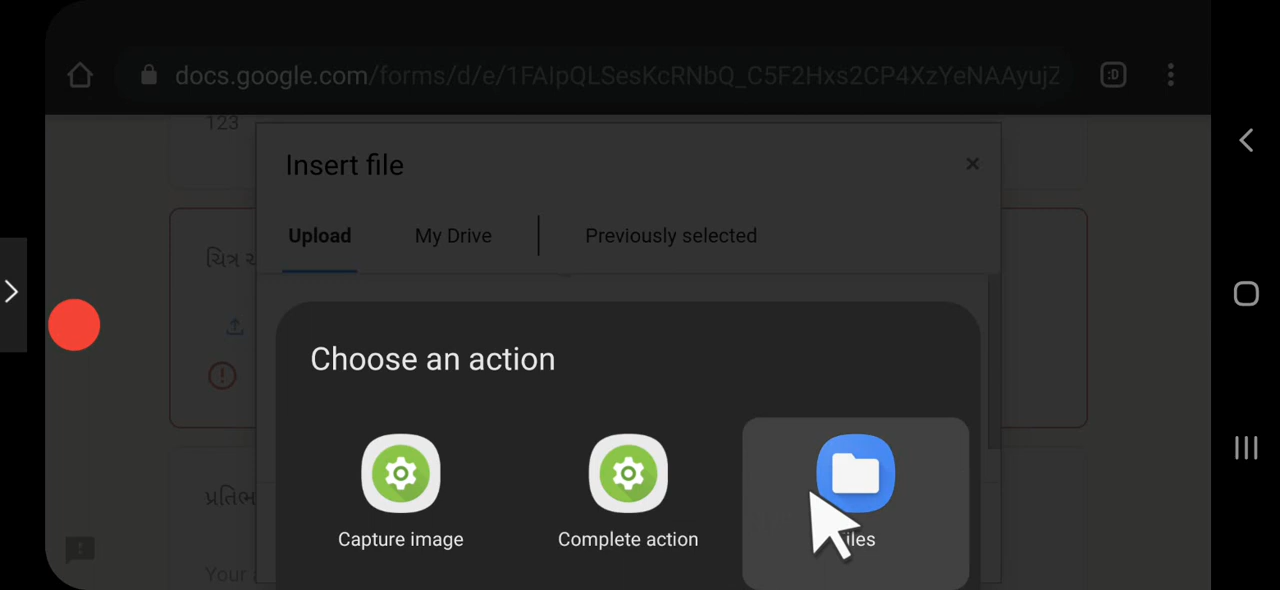 docs.google.com/forms/d/e/1FAIpQLSesKcRNbQ_C5F2Hxs2CP4XzYeNAAyujZ
:D
123
Insert file
Upload
My Drive
Previously selected
ચિત્ર
Choose an action
Capture image
Complete action
Your